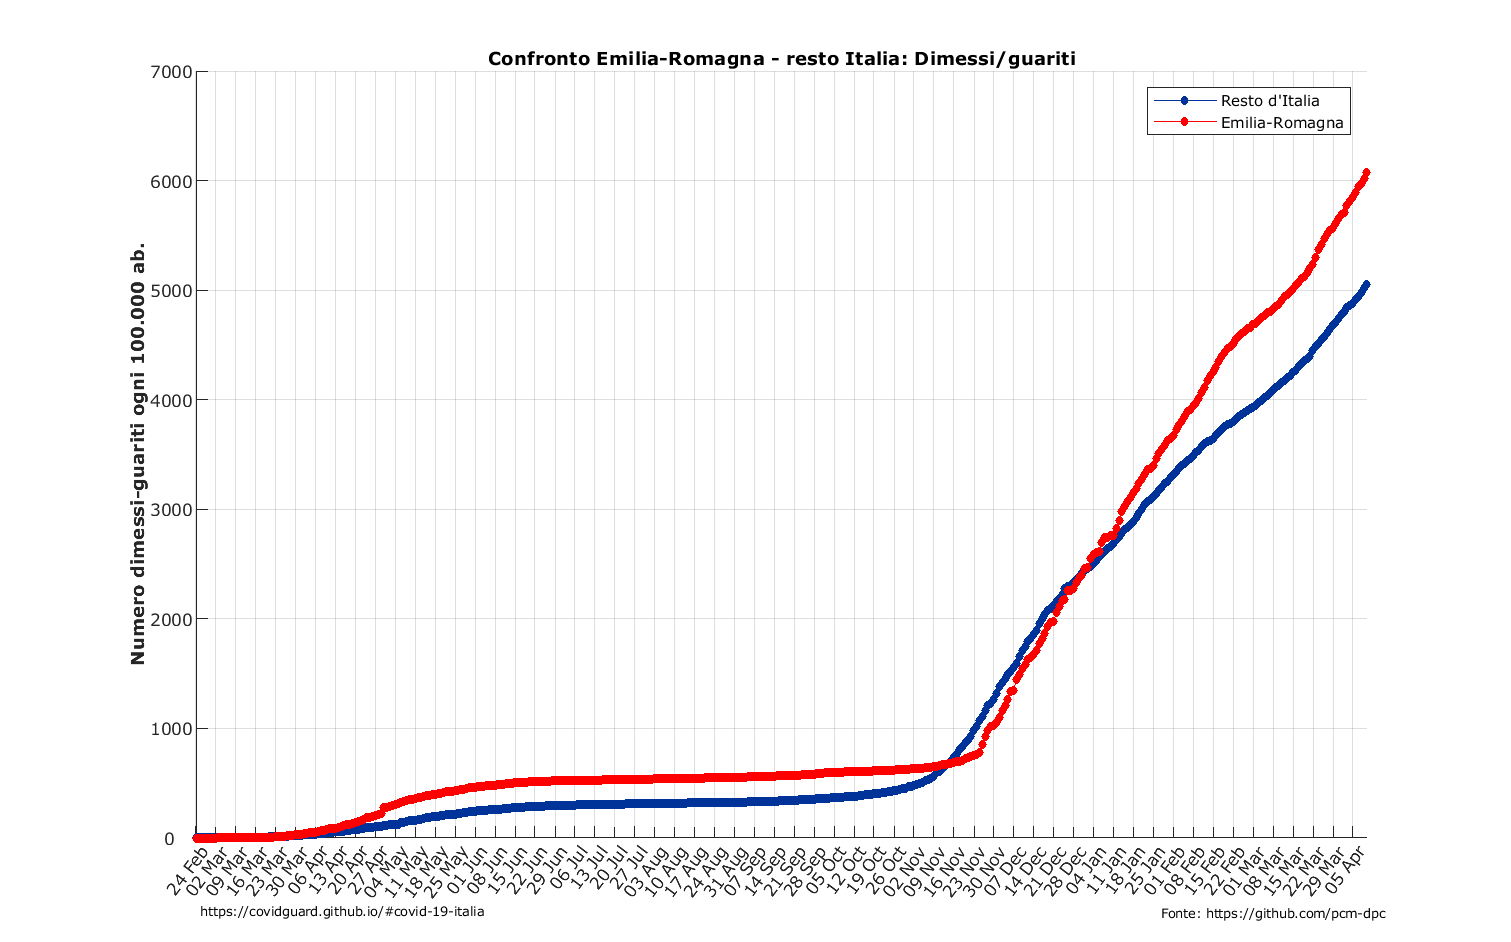 Confronto Emilia-Romagna - resto Italia: Dimessi/guariti
Resto d'Italia
Emilia-Romagna
Numero dimessi-guariti ogni 100.000 ab.
7000
6000
5000
4000
3000
2000
1000
0
24 Feb
02 Mar
09 Mar
16 Mar
23 Mar
30 Mar
06 Apr
13 Apr
20 Apr
27 Apr
04 May
11 May
18 May
25 May
01 Jun
08 Jun
15 Jun
22 Jun
29 Jun
06 Jul
13 Jul
20 Jul
27 Jul
03 Aug
10 Aug
17 Aug
24 Aug
31 Aug
07 Sep
14 Sep
21 Sep
28 Sep
05 Oct
12 Oct
19 Oct
26 Oct
02 Nov
09 Nov
16 Nov
23 Nov
30 Nov
07 Dec
14 Dec
21 Dec
28 Dec
04 Jan
11 Jan
18 Jan
25 Jan
01 Feb
08 Feb
15 Feb
22 Feb
01 Mar
08 Mar
15 Mar
22 Mar
29 Mar
05 Apr
https://covidguard.github.io/#covid-19-italia
Fonte: https://github.com/pcm-dpc